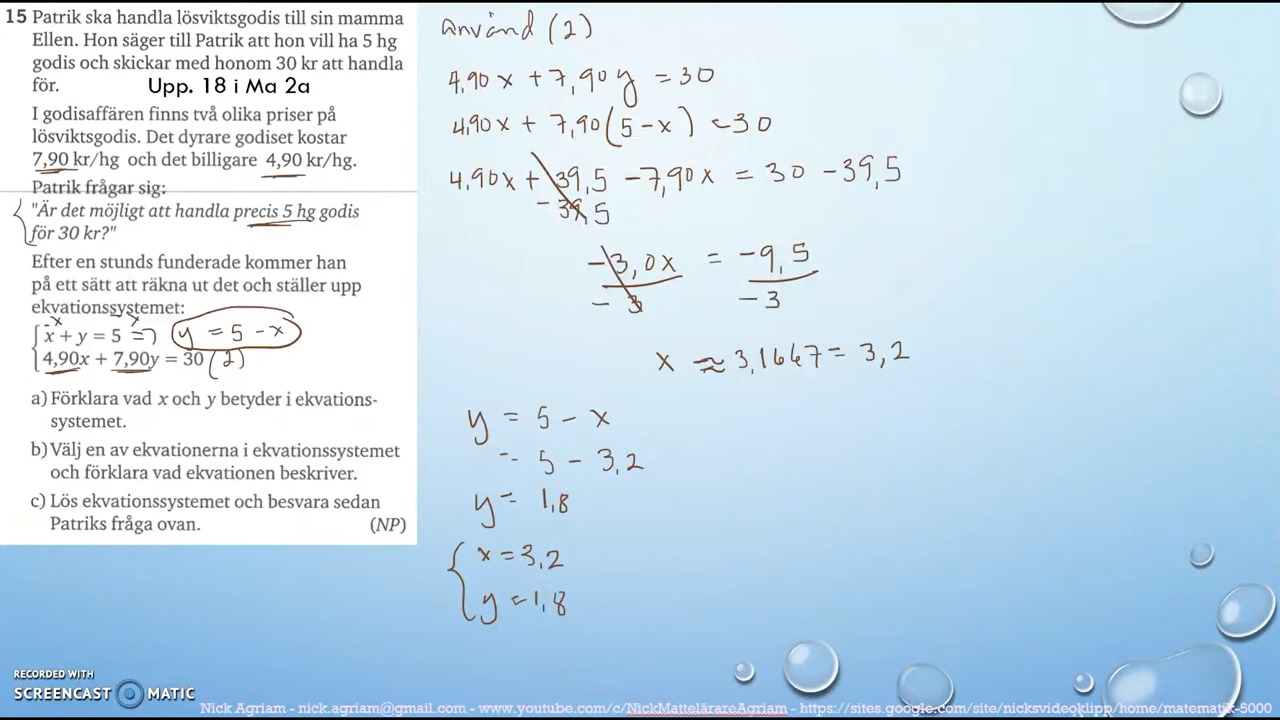 15 Patrik ska handla lösviktsgodis till sin mamma
Ellen. Hon säger till Patrik att hon vill ha 5 hg
godis och skickar med honom 30 kr att handla
för.
Upp. 18 i Ma 2a
I godisaffären finns två olika priser på
lösviktsgodis. Det dyrare godiset kostar
7,90 kr/hg och det billigare 4,90 kr/hg.
Patrik frågar sig:
"Är det möjligt att handla precis 5 hg godis
för 30 kr?"
Efter en stunds funderade kommer han
på ett sätt att räkna ut det och ställer upp
ekvationssystemet:
-x -x
x + y = 5 => y = 5 - x
4,90x + 7,90y = 30 (2)
a) Förklara vad x och y betyder i ekvations-
systemet.
b) Välj en av ekvationerna i ekvationssystemet
och förklara vad ekvationen beskriver.
c) Lös ekvationssystemet och besvara sedan
Patriks fråga ovan. (NP)
använd (2)
4,90x + 7,90y = 30
4,90x + 7,90(5-x) = 30
4,90x + 39,5 - 7,90x = 30 - 39,5
- 39,5
-3,0x = -9,5
-3 -3
x ≈ 3,1667 = 3,2
y = 5 - x
= 5 - 3,2
y = 1,8
x = 3,2
y = 1,8
RECORDED WITH
SCREENCAST MATIC
Nick Agriam - nick.agriam@gmail.com - www.youtube.com/c/NickMattelärareAgriam - https://sites.google.com/site/nicksvideoklipp/home/matematik-5000